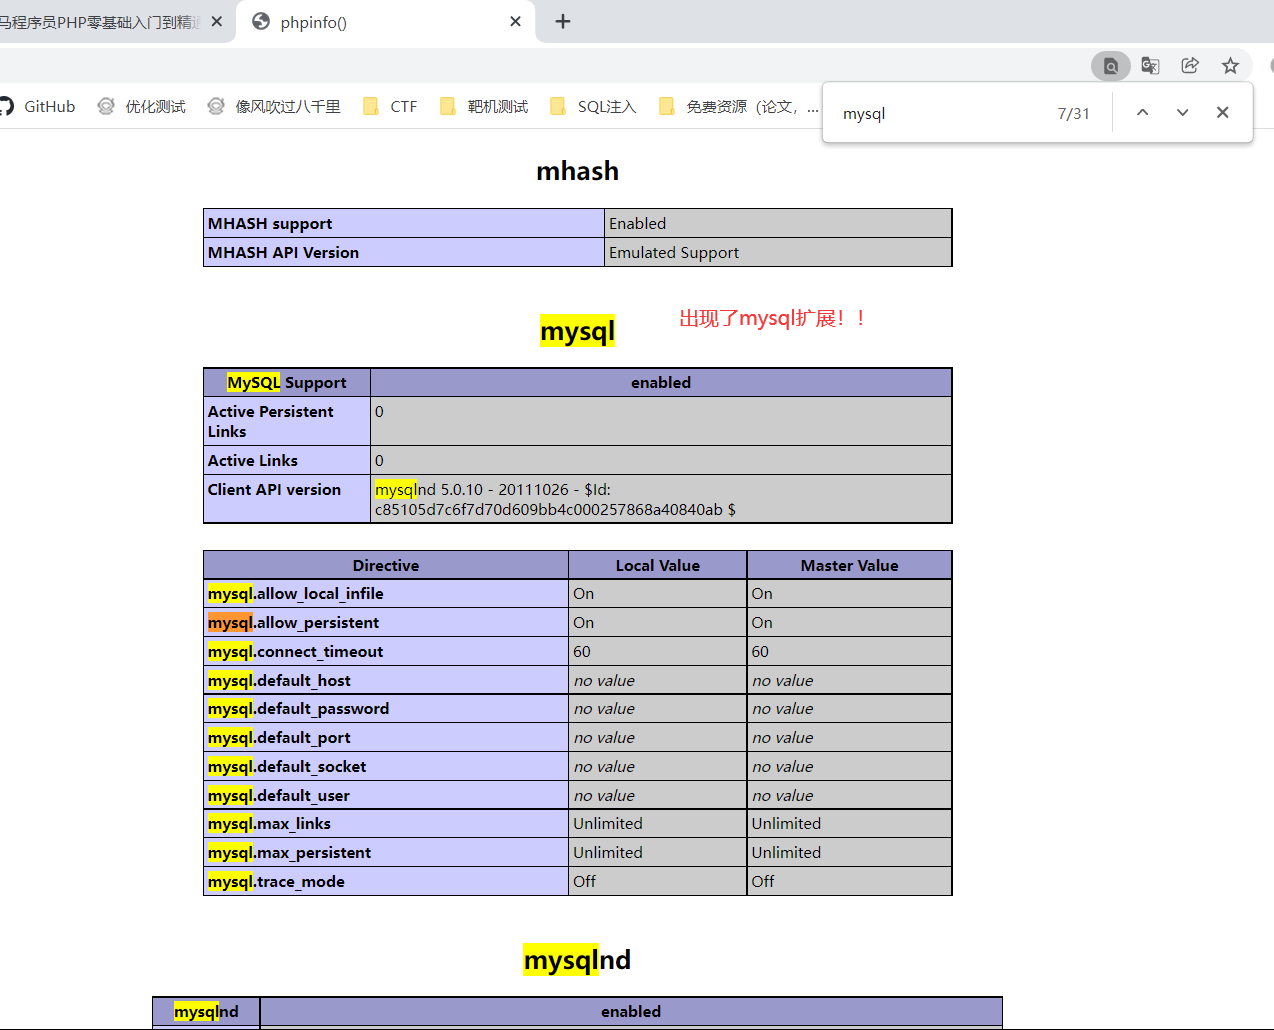 马程序员PHP零基础入门到精通
phpinfo()
GitHub 优化测试 像风吹过八千里 CTF 靶机测试 SQL注入 免费资源（论文，...
mysql 7/31
mhash
MHASH support Enabled
MHASH API Version Emulated Support
mysql
出现了mysql扩展！！
MySQL Support enabled
Active Persistent Links 0
Active Links 0
Client API version mysqlnd 5.0.10 - 20111026 - $Id:
c85105d7c6f7d70d609bb4c000257868a40840ab $
Directive Local Value Master Value
mysql.allow_local_infile On On
mysql.allow_persistent On On
mysql.connect_timeout 60 60
mysql.default_host no value no value
mysql.default_password no value no value
mysql.default_port no value no value
mysql.default_socket no value no value
mysql.default_user no value no value
mysql.max_links Unlimited Unlimited
mysql.max_persistent Unlimited Unlimited
mysql.trace_mode Off Off
mysqlnd
mysqlnd enabled